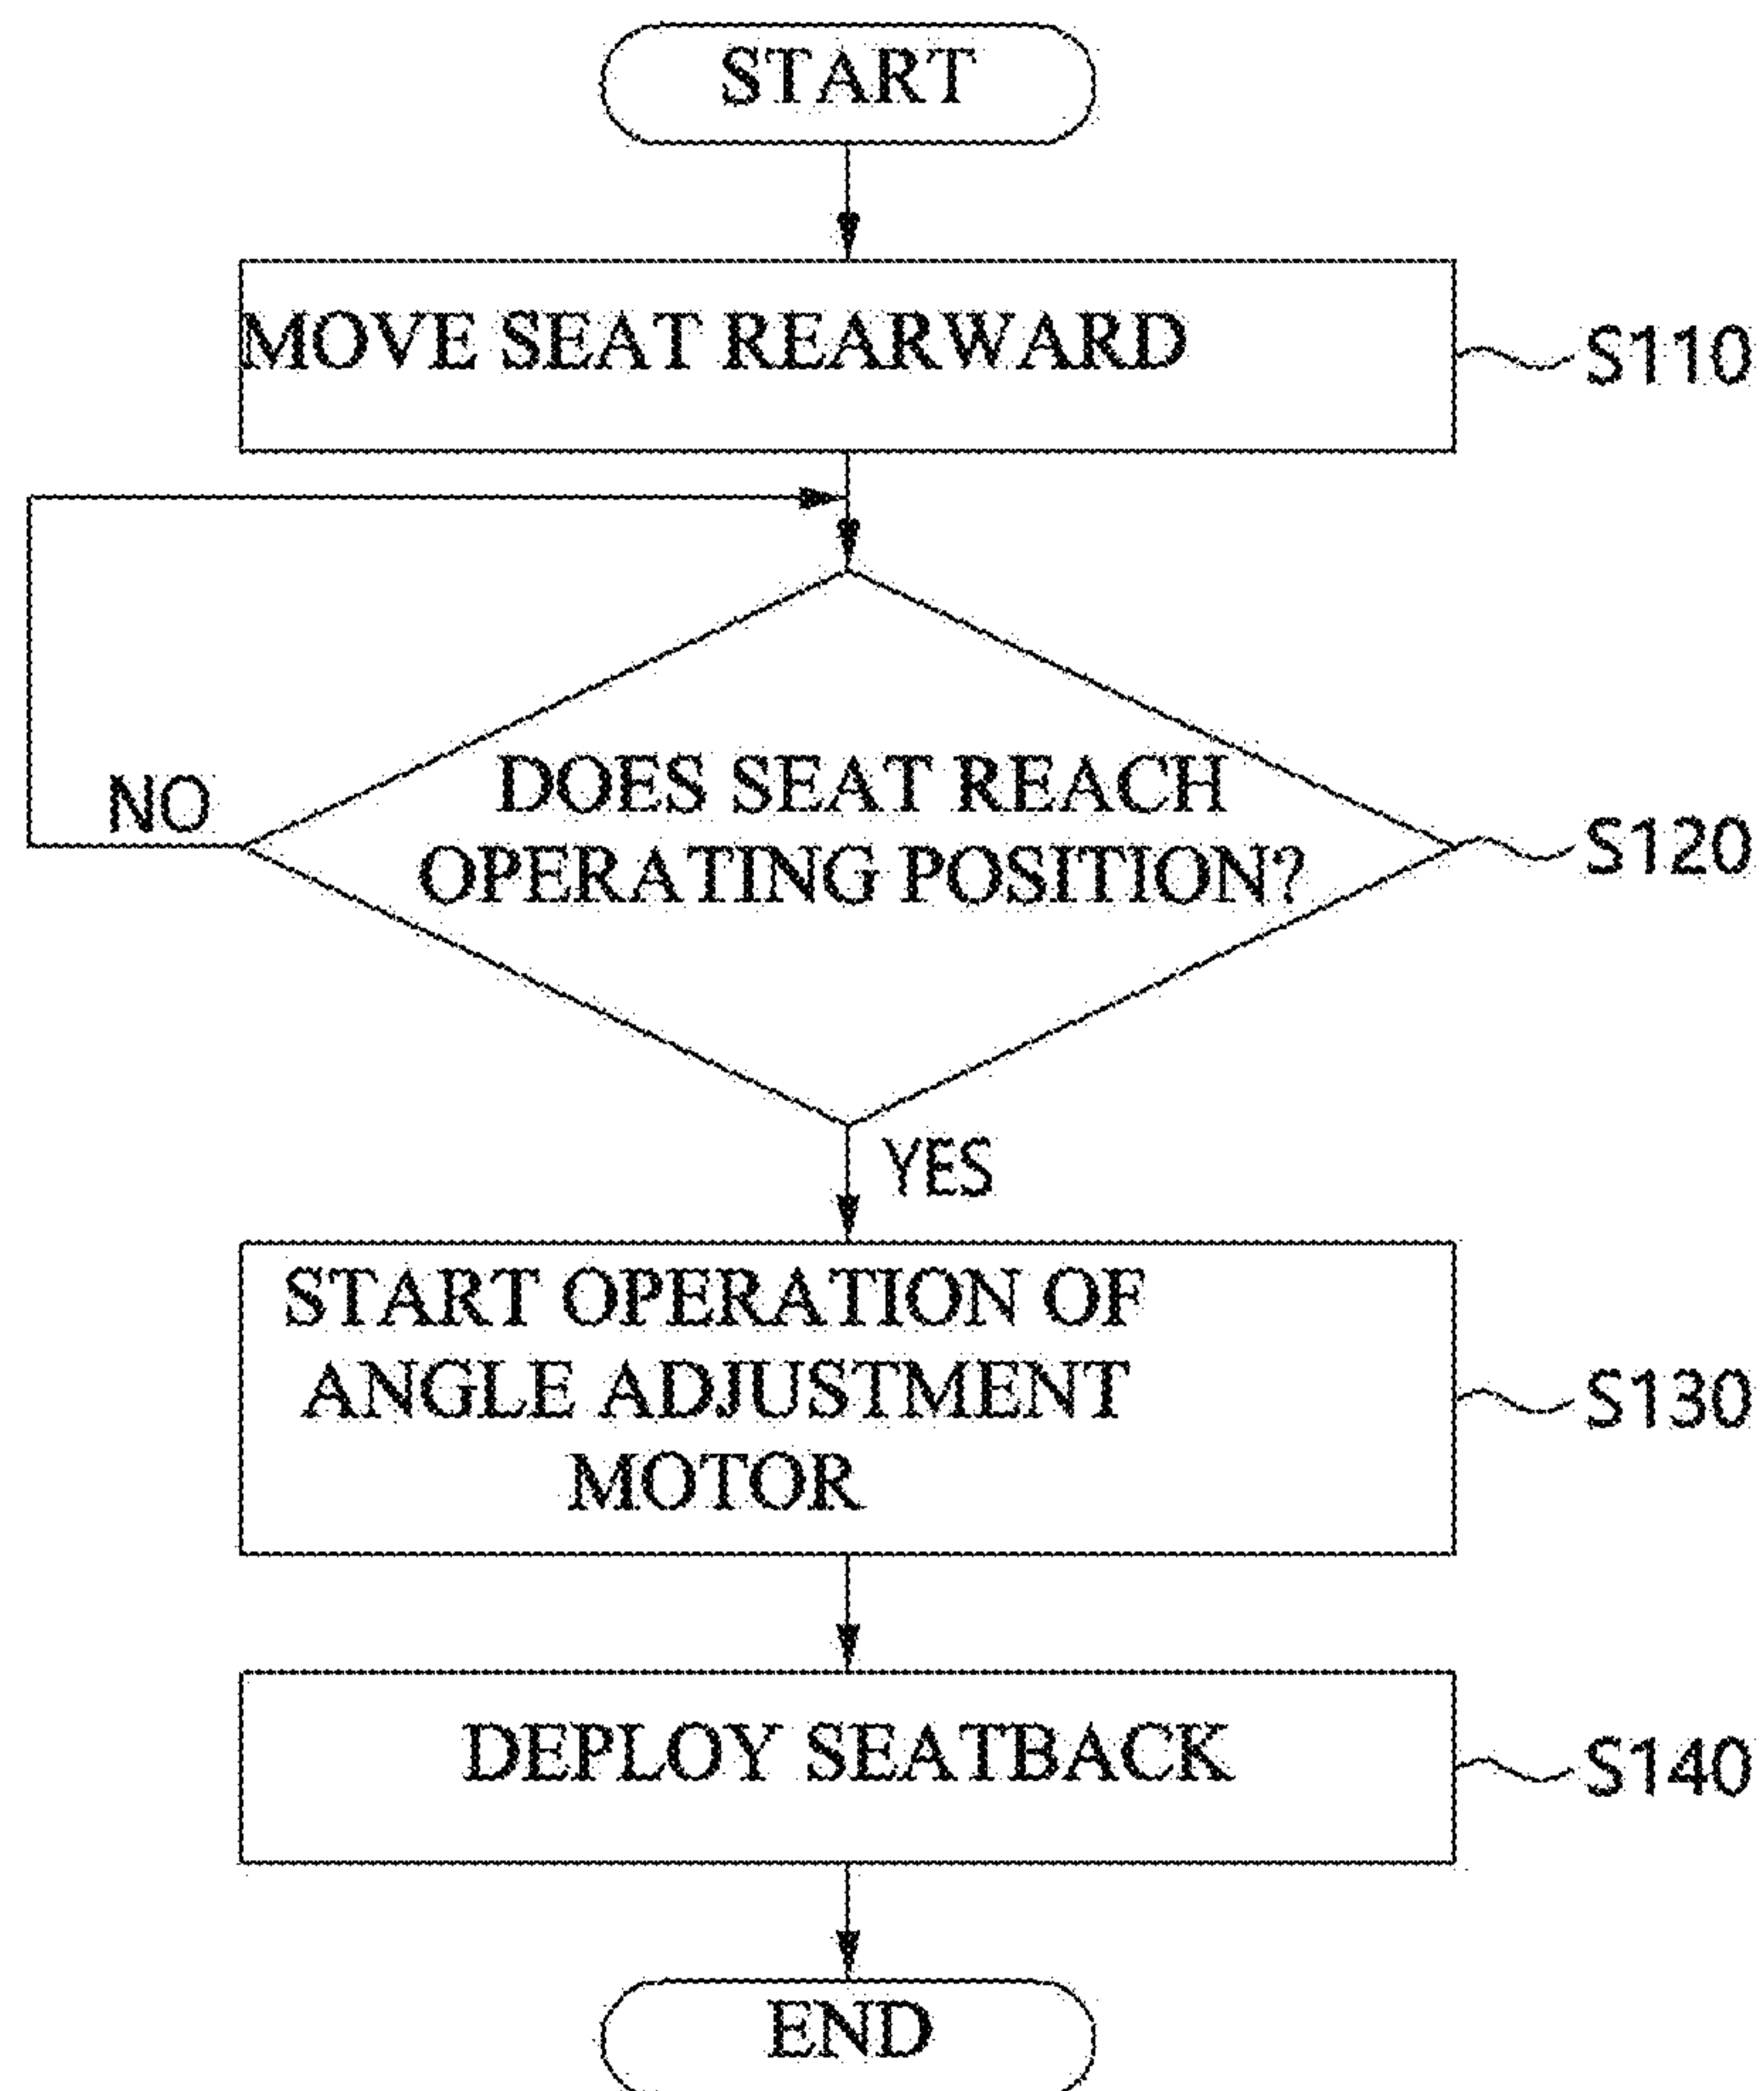 START
MOVE SEAT REARWARD
S110
DOES SEAT REACH
OPERATING POSITION?
S120
NO
YES
START OPERATION OF
ANGLE ADJUSTMENT
MOTOR
S130
DEPLOY SEATBACK
S140
END